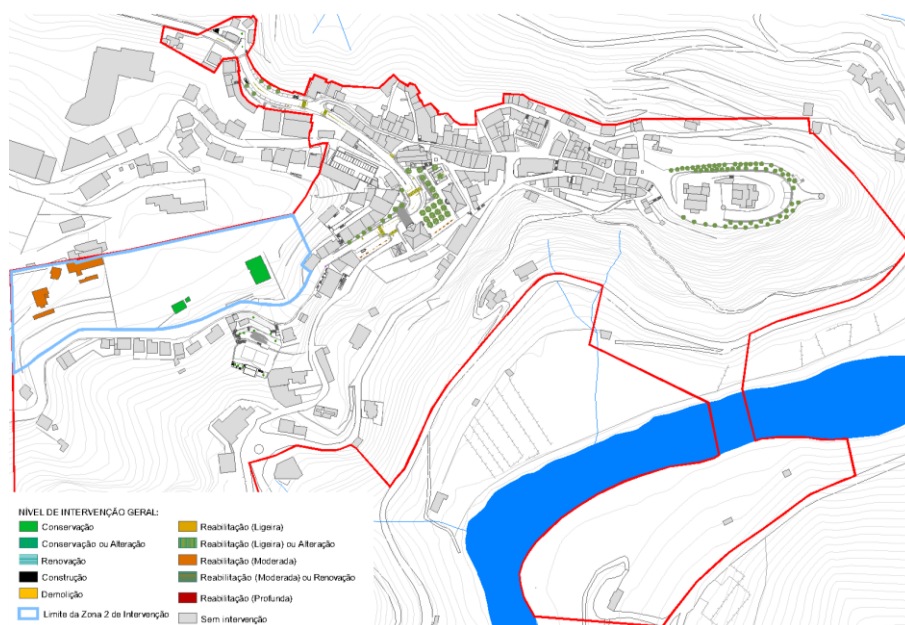 NÍVEL DE INTERVENÇÃO GERAL:
Conservação
Conservação ou Alteração
Renovação
Construção
Demolição
Limite da Zona 2 de Intervenção
Reabilitação (Ligeira)
Reabilitação (Ligeira) ou Alteração
Reabilitação (Moderada)
Reabilitação (Moderada) ou Renovação
Reabilitação (Profunda)
Sem intervenção